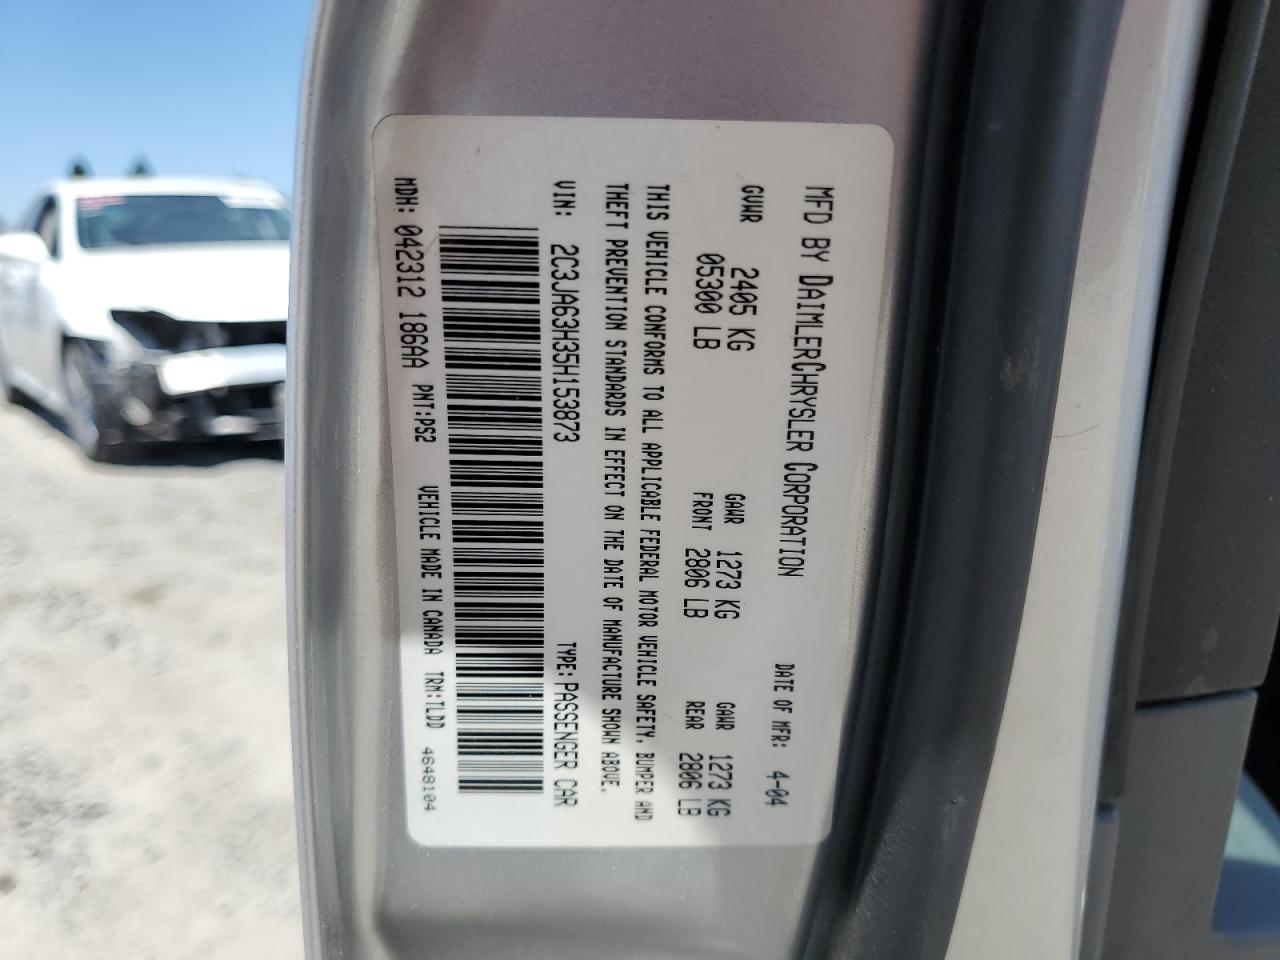 MFD BY DAIMLERCHRYSLER CORPORATION DATE OF MFR: 4-04
GVWR 2405 KG GAWR 1273 KG GAWR 1273 KG
05300 LB FRONT 2806 LB REAR 2806 LB
THIS VEHICLE CONFORMS TO ALL APPLICABLE FEDERAL MOTOR VEHICLE SAFETY, BUMPER AND
THEFT PREVENTION STANDARDS IN EFFECT ON THE DATE OF MANUFACTURE SHOWN ABOVE.
VIN: 2C3JA63H35H153873 TYPE: PASSENGER CAR
MDH: 042312 186AA PNT:PS2 VEHICLE MADE IN CANADA TRM:TLDD 4648104